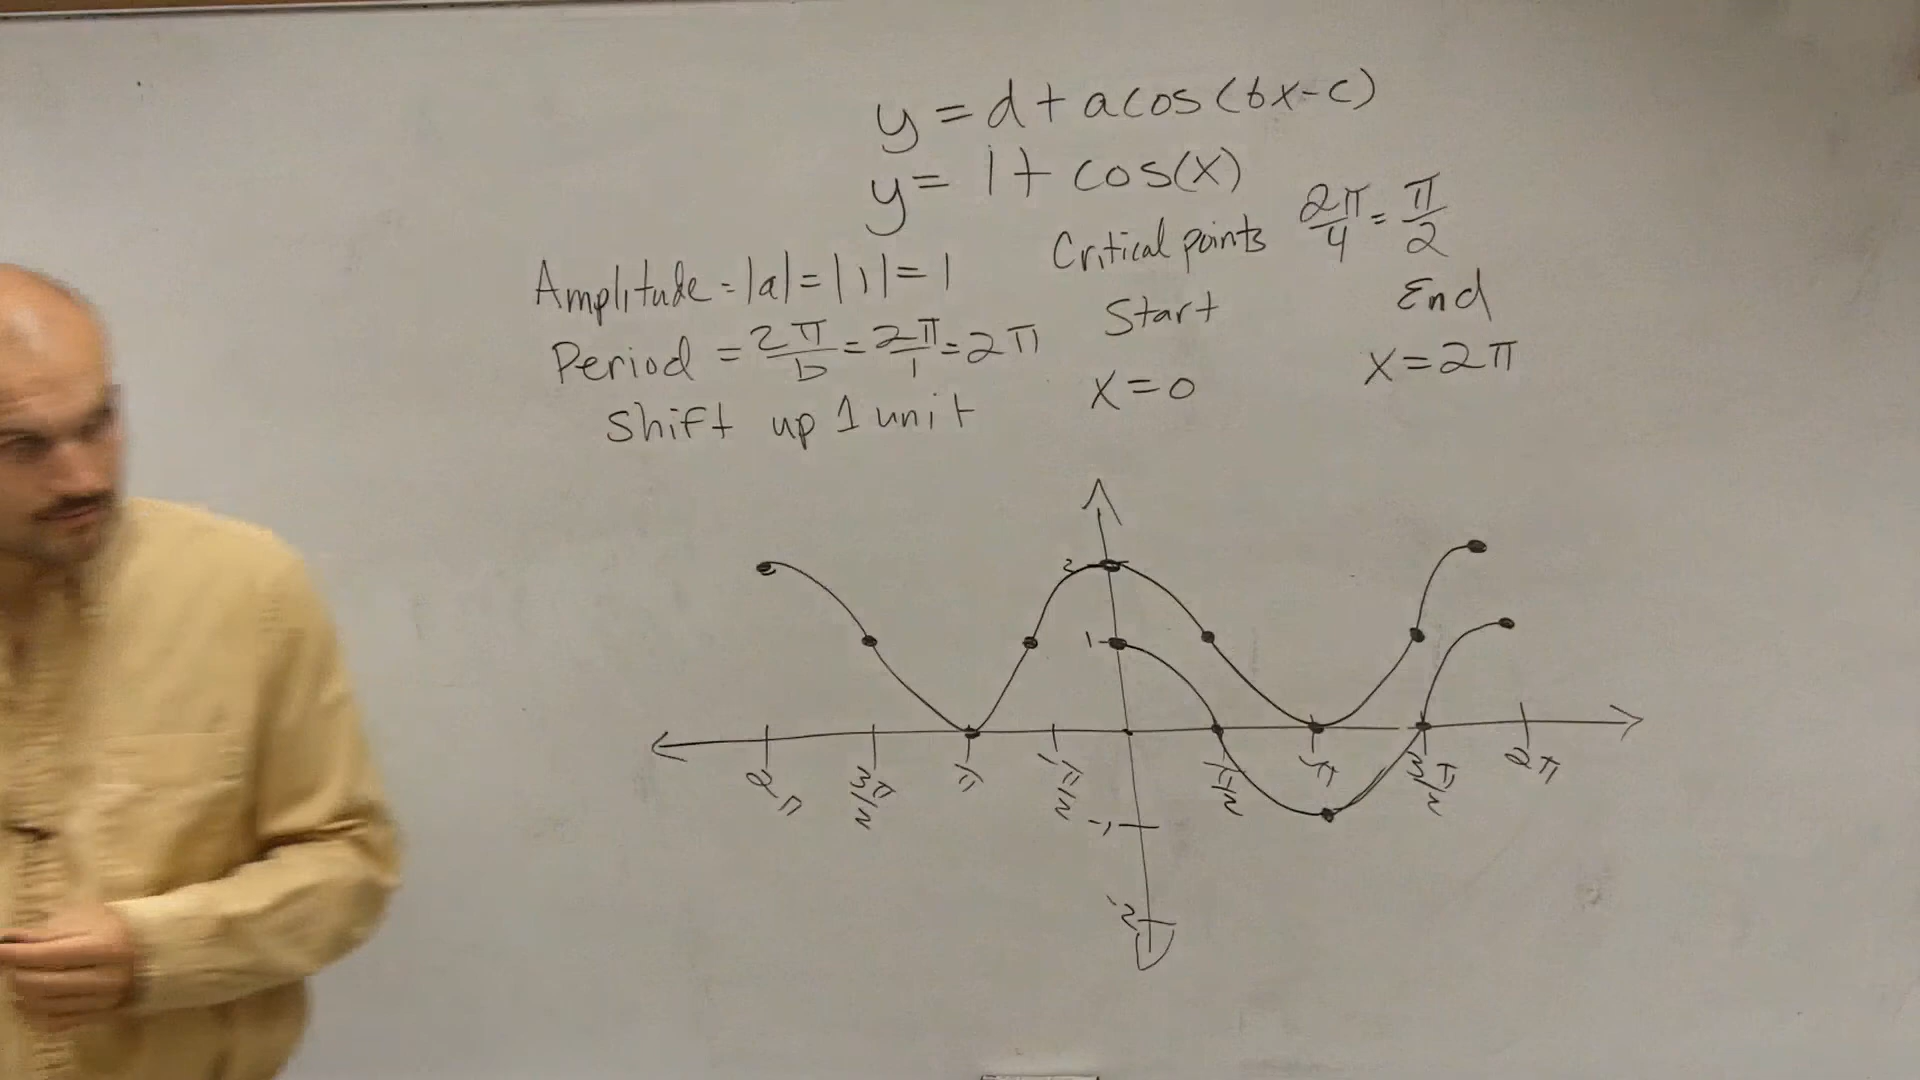 y = d + a cos(bx-c)
y = 1 + cos(x)
Amplitude = |a| = |1| = 1
Period = 2π/b = 2π/1 = 2π
Shift up 1 unit
Critical points 2π/4 = π/2
Start End
x = 0 x = 2π
2
1
-1
-2
2π 3π/2 π -π/2 π/2 π 3π/2 2π